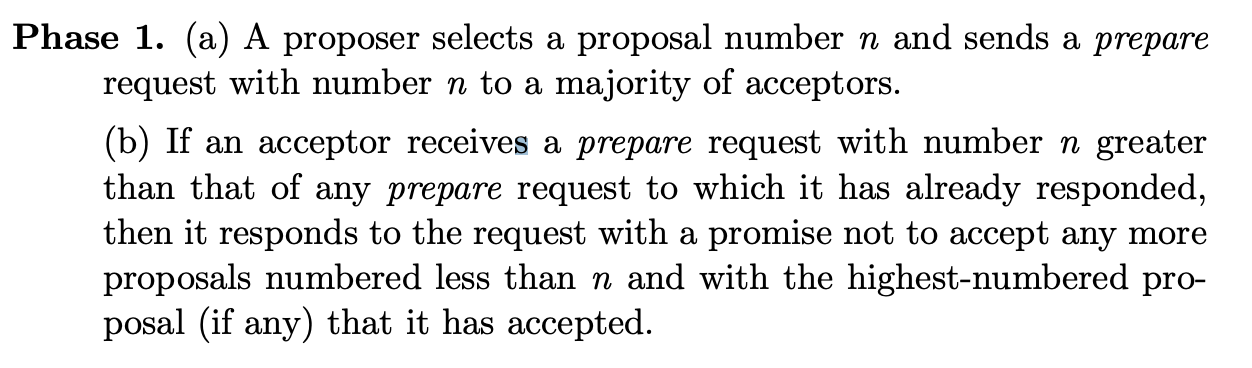 Phase 1. (a) A proposer selects a proposal number n and sends a prepare
request with number n to a majority of acceptors.
(b) If an acceptor receives a prepare request with number n greater
than that of any prepare request to which it has already responded,
then it responds to the request with a promise not to accept any more
proposals numbered less than n and with the highest-numbered pro-
posal (if any) that it has accepted.